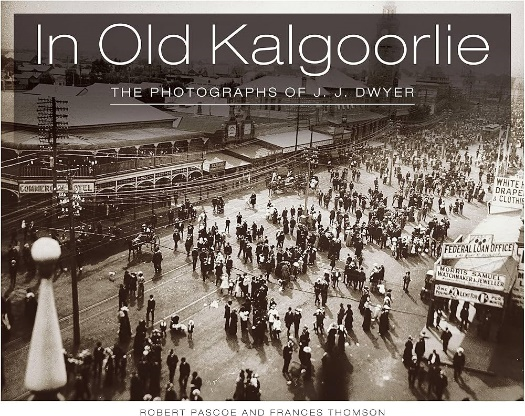 In Old Kalgoorlie
THE PHOTOGRAPHS OF J. J. DWYER
COMMERCIAL HOTEL
WHITE
DRAPE
& CLOTHI
FEDERAL LOAN OFFICE
MORRIS SAMUEL
WATCHMAKER & JEWELLER
ROBERT PASCOE AND FRANCES THOMSON